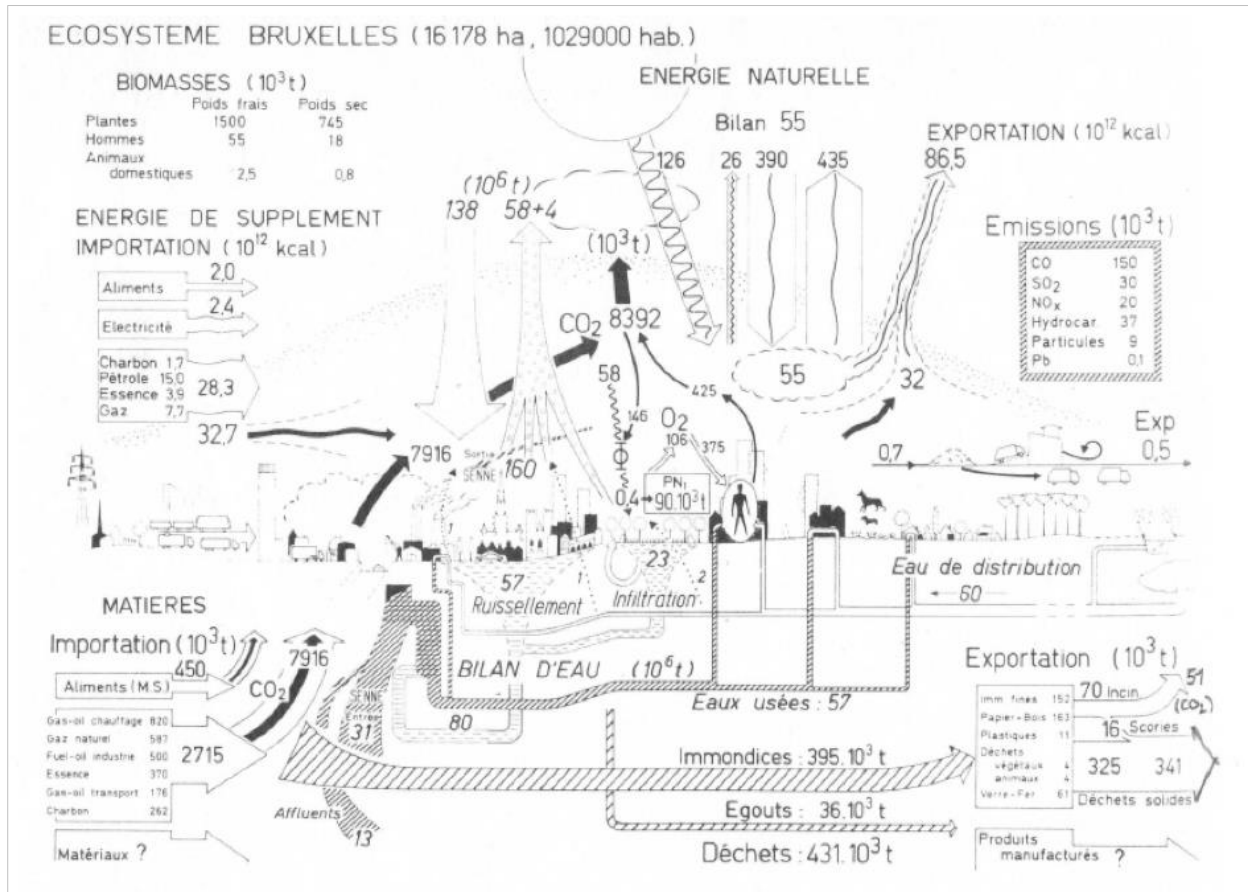 ECOSYSTEME BRUXELLES (16 178 ha, 1029000 hab.)
BIOMASSES (10³ t)
Poids frais Poids sec
Plantes 1500 745
Hommes 55 18
Animaux
domestiques 2,5 0,8
ENERGIE NATURELLE
Bilan 55
126 26 390 435
EXPORTATION (10¹² kcal)
86,5
(10⁶ t)
138 58+4
ENERGIE DE SUPPLEMENT
IMPORTATION (10¹² kcal)
Aliments 2,0
Electricité 2,4
Charbon 1,7
Pétrole 15,0
Essence 3,9
Gaz 7,7
28,3
32,7
(10³ t)
CO₂ 8392
58
146
425
O₂
106
375
7916
Sortie
SENNE
160
0,4
PN₁
90.10³ t
55
32
Emissions (10³ t)
CO 150
SO₂ 30
NOₓ 20
Hydrocar 37
Particules 9
Pb 0,1
Exp
0,7
0,5
1
57
Ruissellement
1
23
Infiltration
2
Eau de distribution
60
MATIERES
Importation (10³ t)
450
Aliments (M.S.)
7916
CO₂
Gas-oil chauffage 820
Gaz naturel 587
Fuel-oil industrie 500
Essence 370
Gas-oil transport 176
Charbon 262
2715
Matériaux ?
SENNE
Entrée
31
80
Affluents
13
BILAN D'EAU (10⁶ t)
Eaux usées : 57
Immondices : 395.10³ t
Egouts : 36.10³ t
Déchets : 431.10³ t
Exportation (10³ t)
Imm. fines 152
Papier-Bois 163
Plastiques 11
Déchets
végétaux 4
animaux 4
Verre-Fer 61
70 Incin.
51
(CO₂)
16 Scories
325 341
Déchets solides
Produits
manufacturés ?